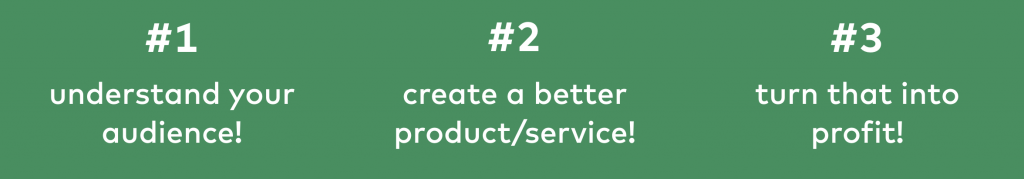 #1
understand your
audience!
#2
create a better
product/service!
#3
turn that into
profit!